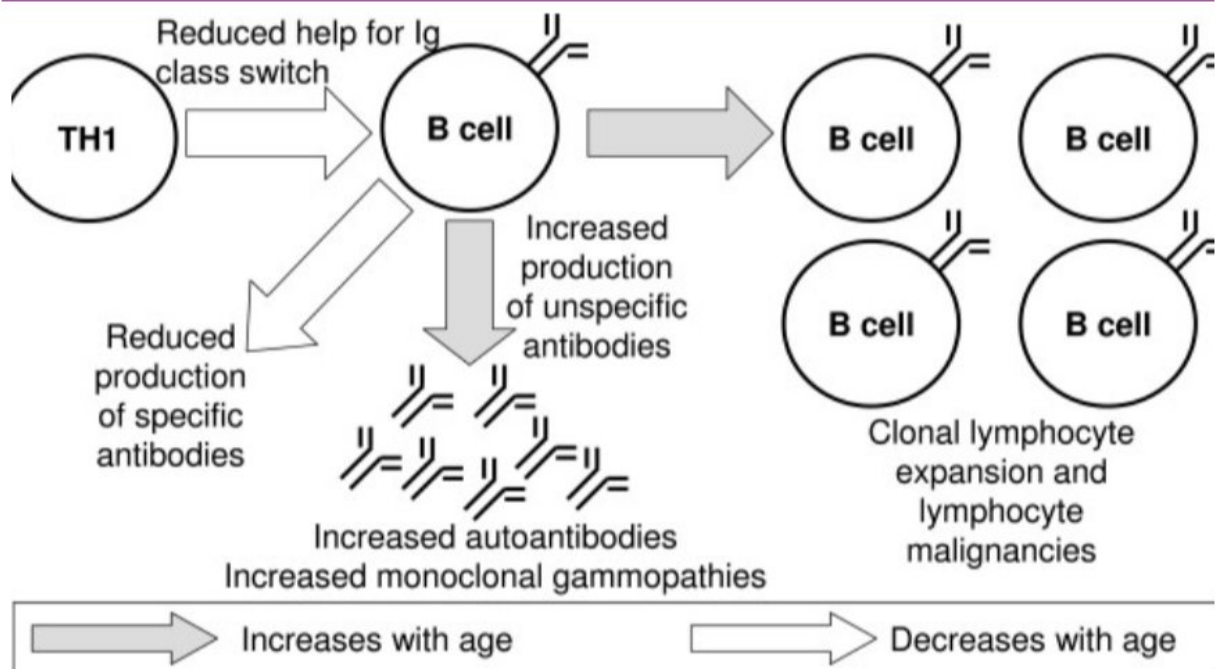 Reduced help for Ig
class switch
TH1
B cell
B cell
B cell
B cell
B cell
Increased
production
of unspecific
antibodies
Reduced
production
of specific
antibodies
Increased autoantibodies
Increased monoclonal gammopathies
Clonal lymphocyte
expansion and
lymphocyte
malignancies
Increases with age
Decreases with age